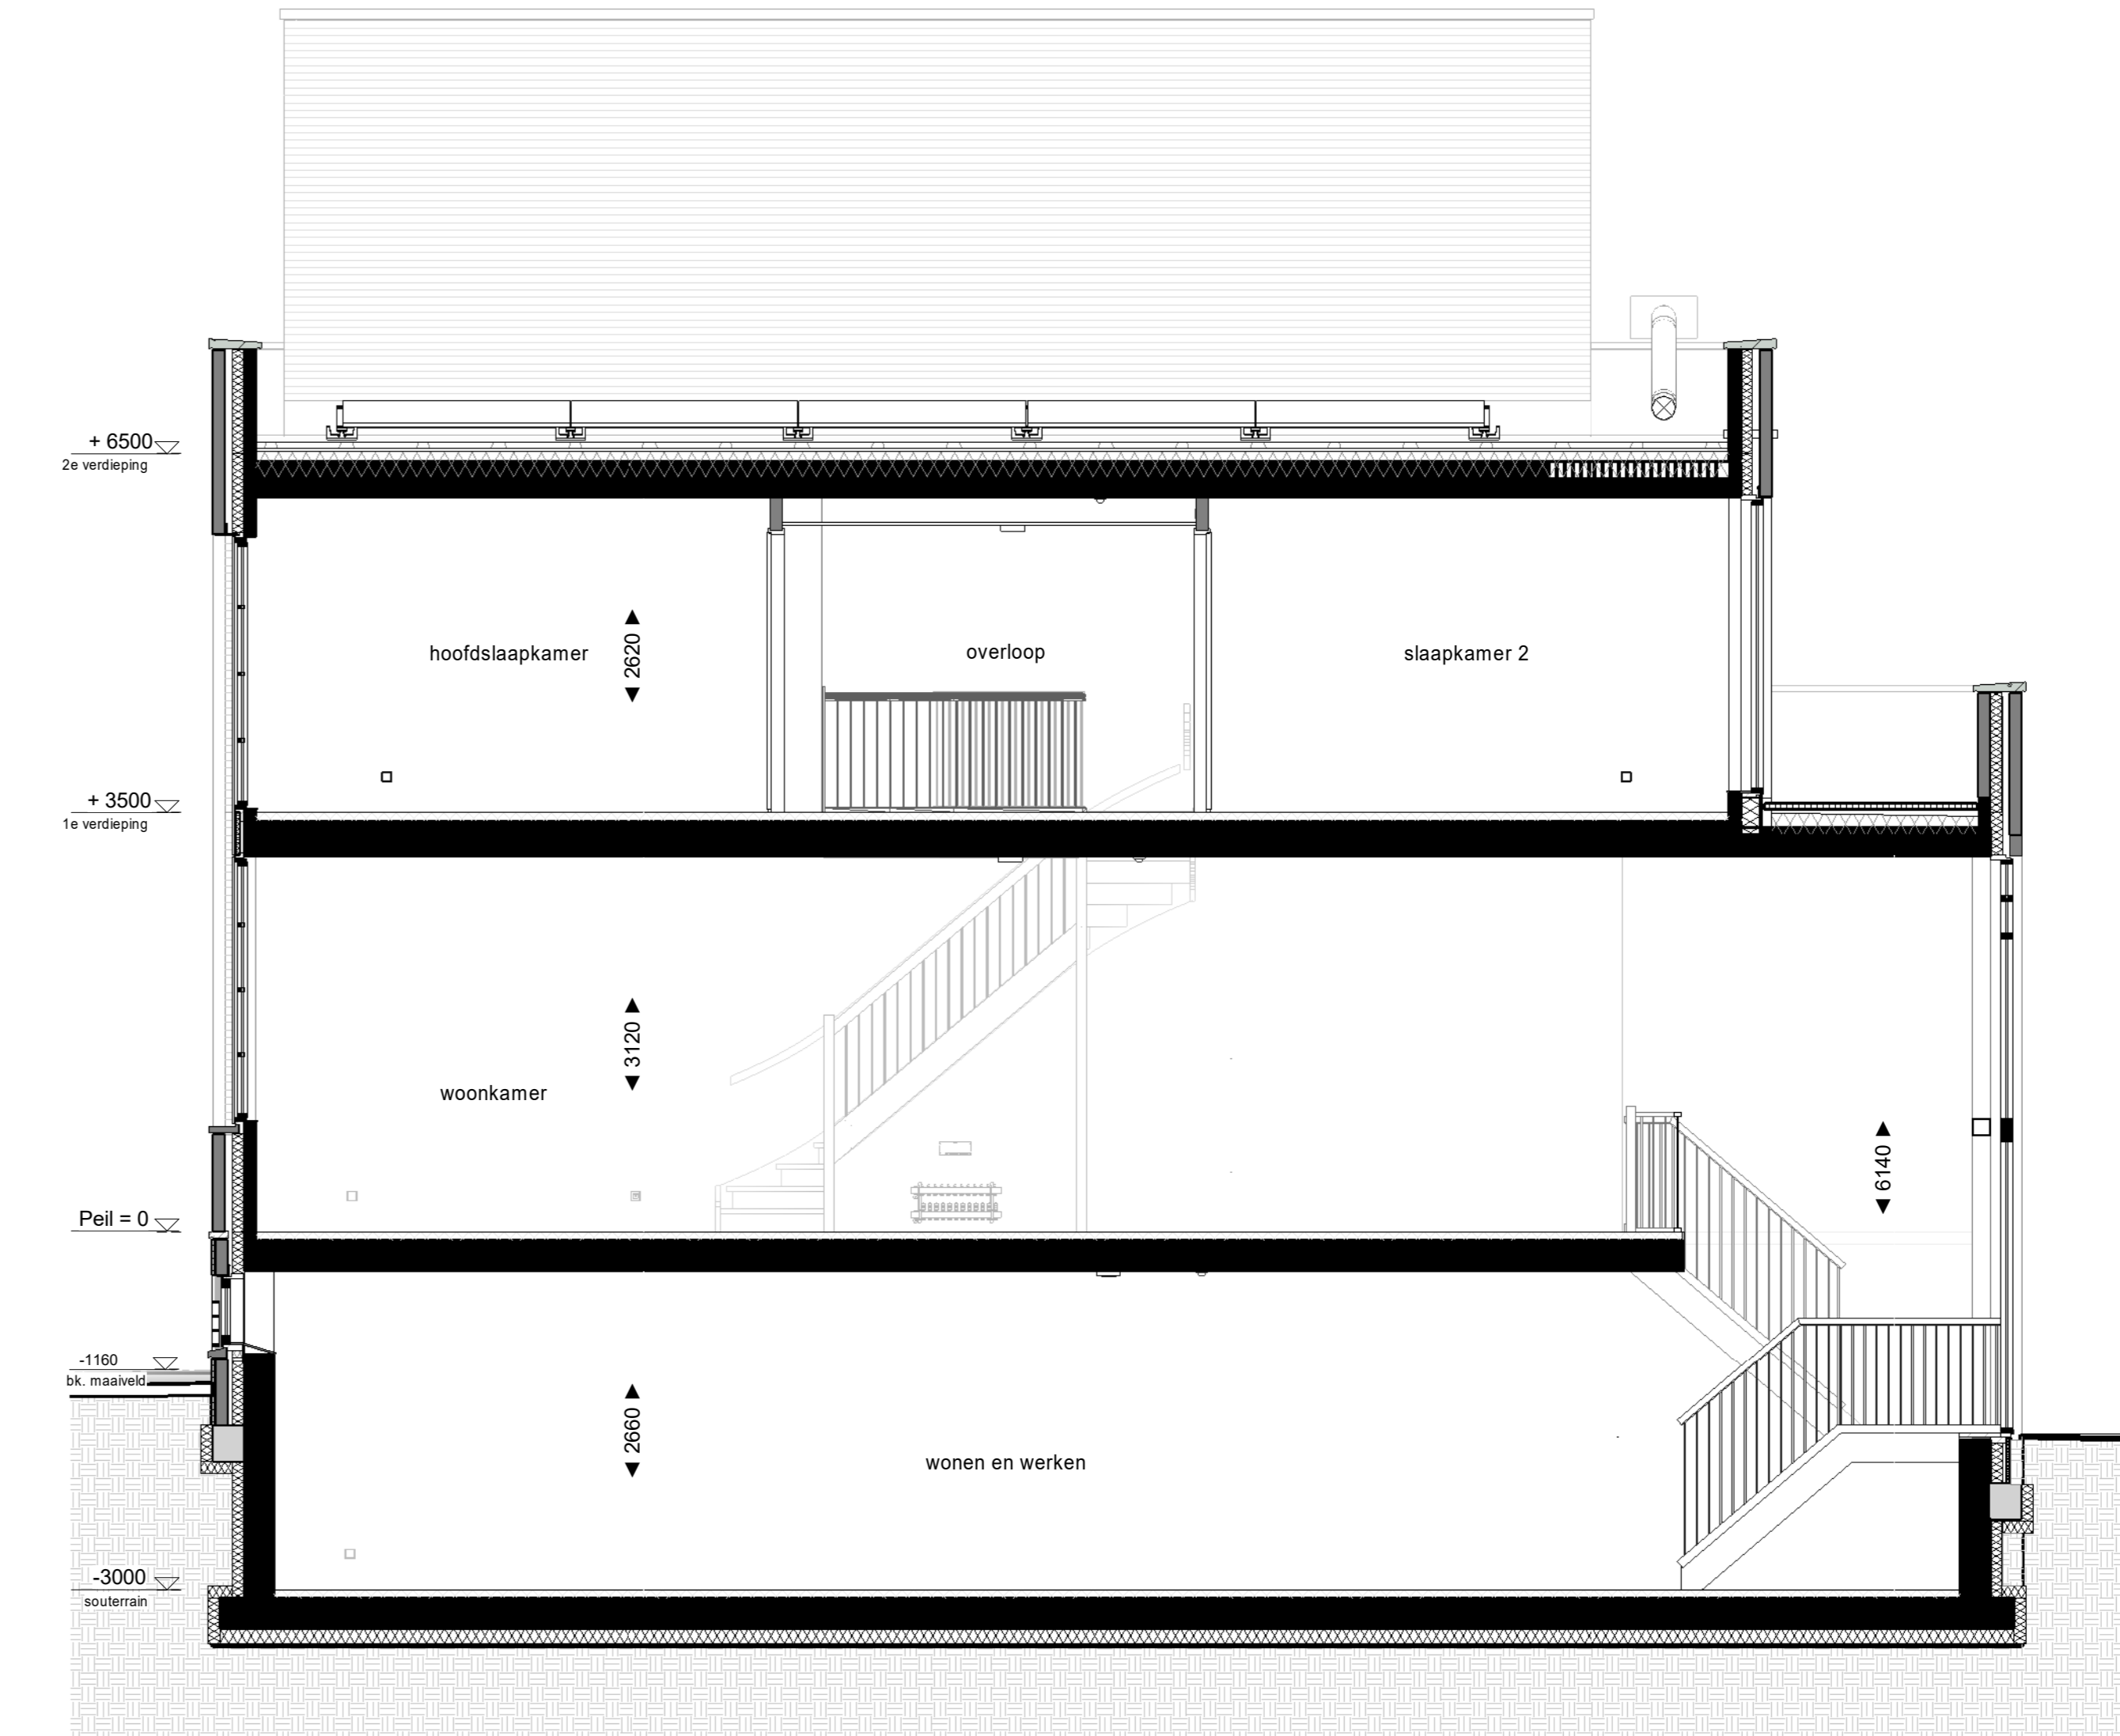 + 6500
2e verdieping
hoofdslaapkamer
2620
overloop
slaapkamer 2
+ 3500
1e verdieping
3120
woonkamer
6140
Peil = 0
-1160
bk. maaiveld
2660
wonen en werken
-3000
souterrain